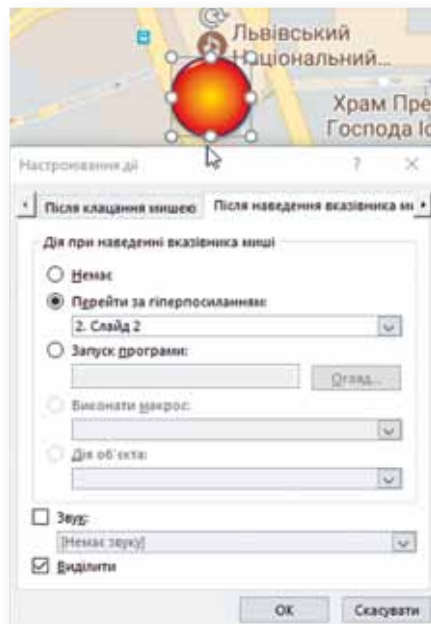 Львівський
Національний...
Храм Пре
Господа Іс
Настроювання дії ? ×
Після клацання мишею
Після наведення вказівника ми
Дія при наведенні вказівника миші
Немає
Перейти за гіперпосиланням:
2. Слайд 2
Запуск програми:
Огляд...
Виконати макрос:
Дія об'єкта:
Звук:
[Немає звуку]
Виділити
ОК
Скасувати